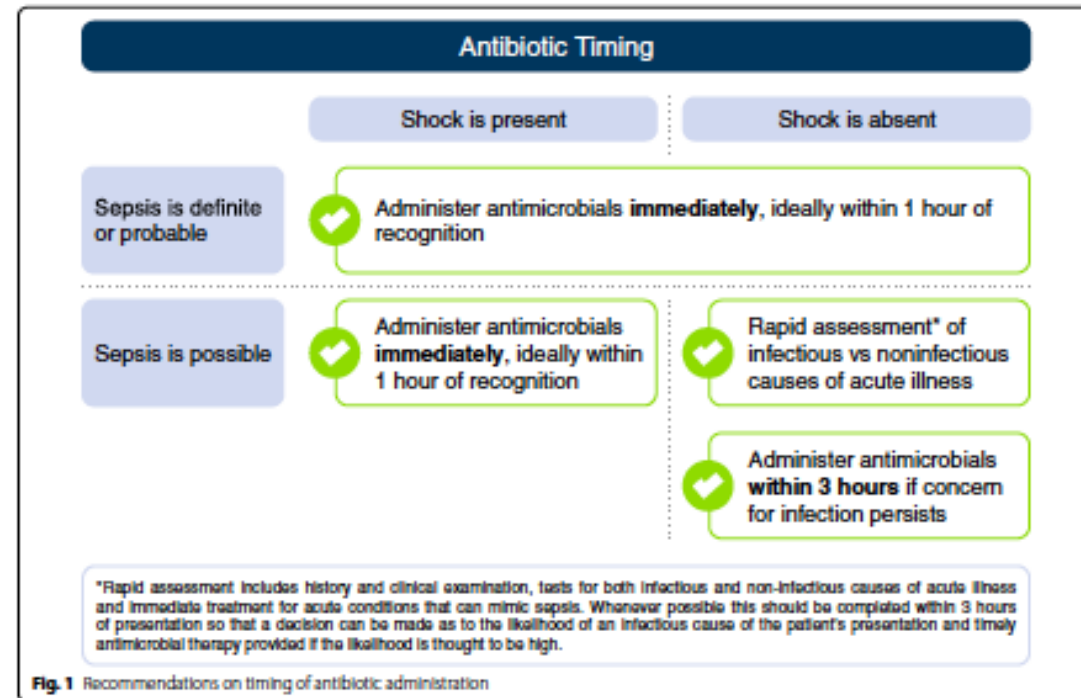 Antibiotic Timing
Shock is present
Shock is absent
Sepsis is definite
or probable
Administer antimicrobials immediately, ideally within 1 hour of
recognition
Sepsis is possible
Administer antimicrobials
immediately, ideally within
1 hour of recognition
Rapid assessment* of
infectious vs noninfectious
causes of acute illness
Administer antimicrobials
within 3 hours if concern
for infection persists
*Rapid assessment includes history and clinical examination, tests for both infectious and non-infectious causes of acute illness
and immediate treatment for acute conditions that can mimic sepsis. Whenever possible this should be completed within 3 hours
of presentation so that a decision can be made as to the likelihood of an infectious cause of the patient's presentation and timely
antimicrobial therapy provided if the likelihood is thought to be high.
Fig. 1 Recommendations on timing of antibiotic administration